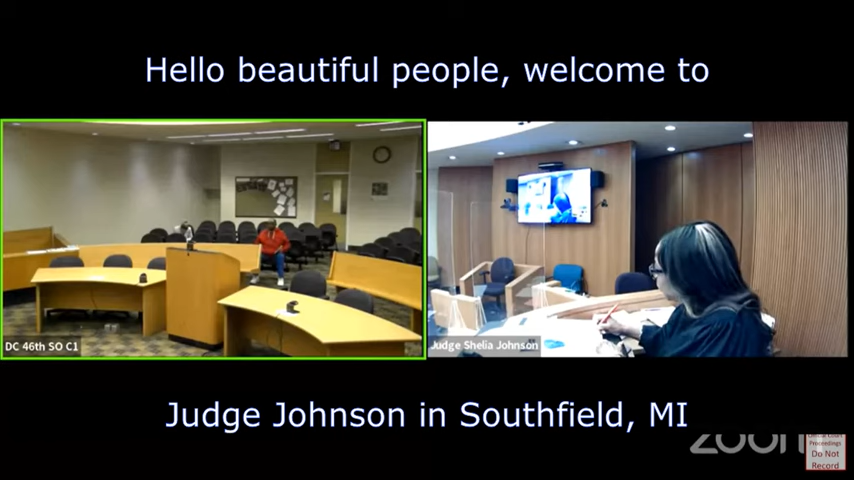 Hello beautiful people, welcome to
DC 46th SO C1
Judge Shelia Johnson
Judge Johnson in Southfield, MI
zoom
Proceedings
Do Not
Record